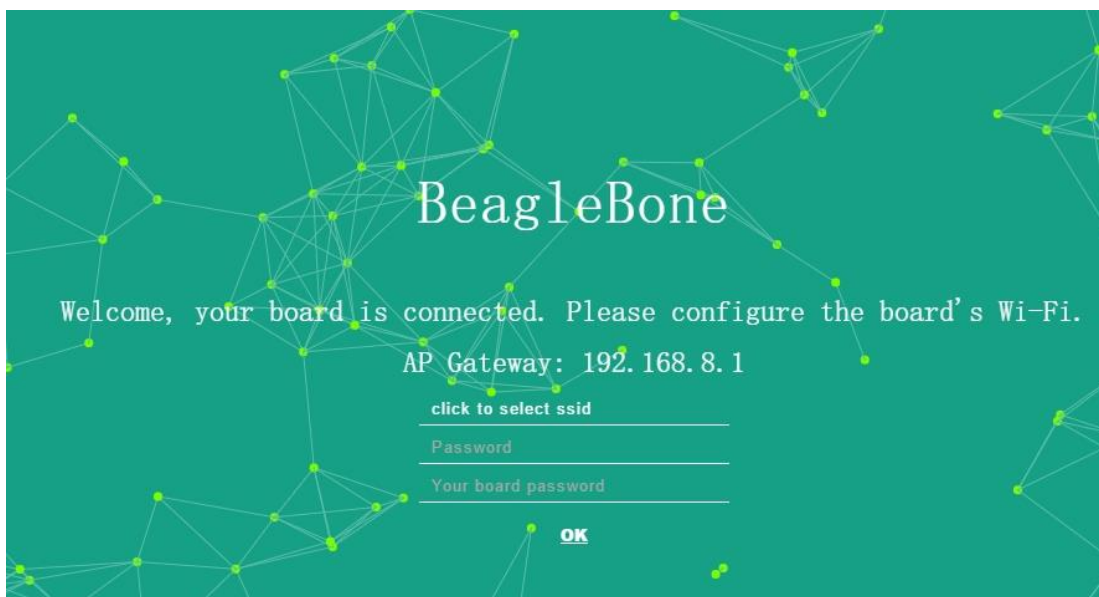 BeagleBone
Welcome, your board is connected. Please configure the board's Wi-Fi.
AP Gateway: 192.168.8.1
click to select ssid
Password
Your board password
OK